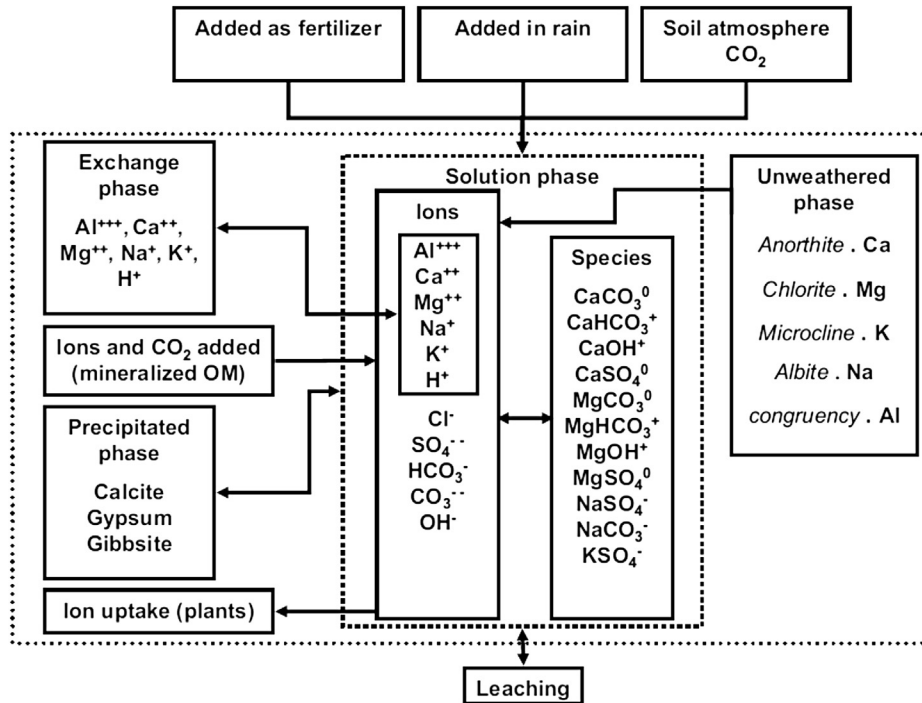 Added as fertilizer
Added in rain
Soil atmosphere
CO₂
Exchange
phase
Al⁺⁺⁺, Ca⁺⁺,
Mg⁺⁺, Na⁺, K⁺,
H⁺
Ions and CO₂ added
(mineralized OM)
Precipitated
phase
Calcite
Gypsum
Gibbsite
Ion uptake (plants)
Solution phase
Ions
Al⁺⁺⁺
Ca⁺⁺
Mg⁺⁺
Na⁺
K⁺
H⁺
Cl⁻
SO₄⁻⁻
HCO₃⁻
CO₃⁻⁻
OH⁻
Species
CaCO₃⁰
CaHCO₃⁺
CaOH⁺
CaSO₄⁰
MgCO₃⁰
MgHCO₃⁺
MgOH⁺
MgSO₄⁰
NaSO₄⁻
NaCO₃⁻
KSO₄⁻
Unweathered
phase
Anorthite . Ca
Chlorite . Mg
Microcline . K
Albite . Na
congruency . Al
Leaching